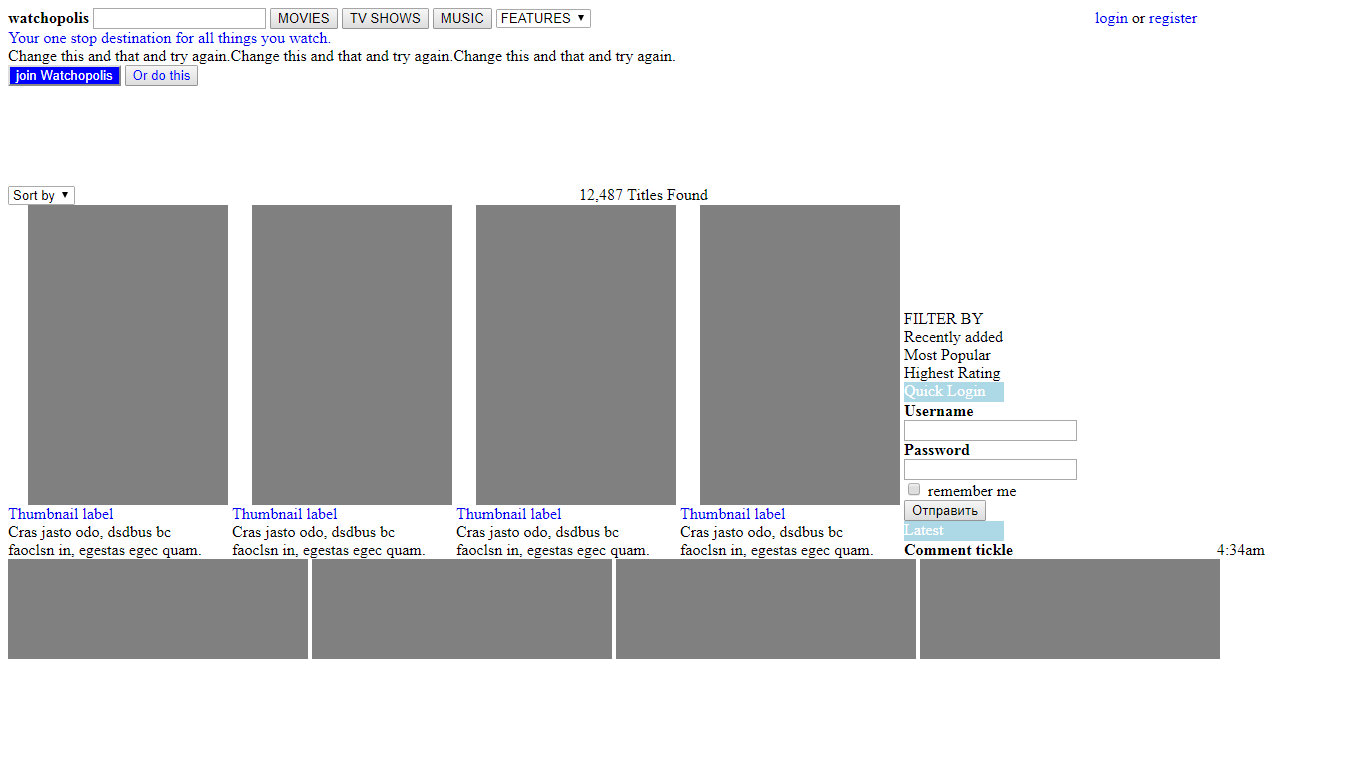 watchopolis MOVIES TV SHOWS MUSIC FEATURES login or register
Your one stop destination for all things you watch.
Change this and that and try again.Change this and that and try again.Change this and that and try again.
join Watchopolis Or do this
Sort by 12,487 Titles Found
FILTER BY
Recently added
Most Popular
Highest Rating
Quick Login
Username
Password
remember me
Отправить
Thumbnail label Thumbnail label Thumbnail label Thumbnail label
Latest
Cras jasto odo, dsdbus bc Cras jasto odo, dsdbus bc Cras jasto odo, dsdbus bc Cras jasto odo, dsdbus bc
faoclsn in, egestas egec quam. faoclsn in, egestas egec quam. faoclsn in, egestas egec quam. faoclsn in, egestas egec quam. Comment tickle 4:34am